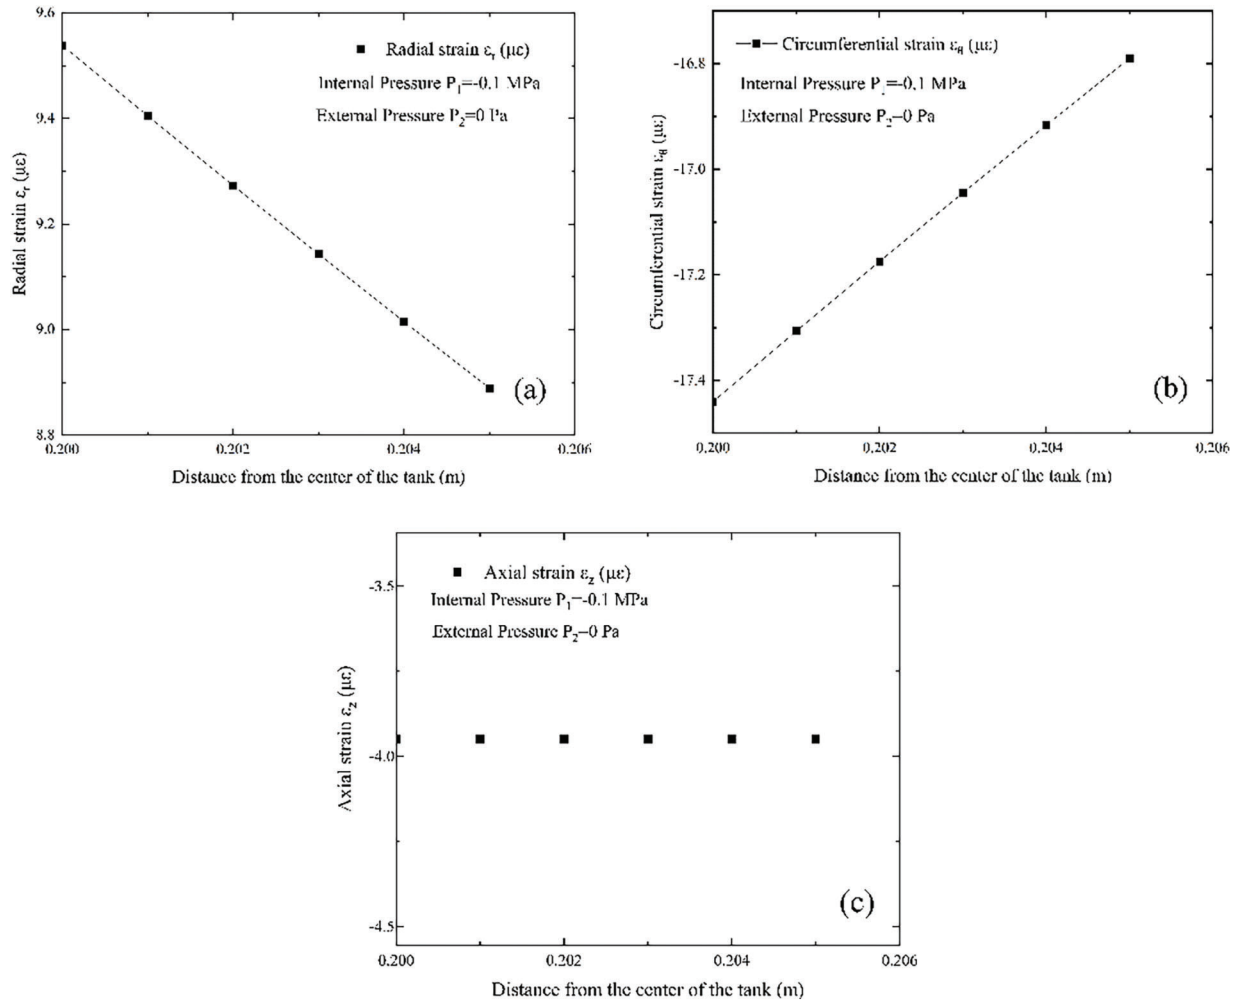 9.6
9.4
9.2
9.0
8.8
Radial strain εr (με)
Radial strain εr (με)
Internal Pressure P1=-0.1 MPa
External Pressure P2=0 Pa
(a)
0.200
0.202
0.204
0.206
Distance from the center of the tank (m)
-16.8
-17.0
-17.2
-17.4
Circumferential strain εθ (με)
Circumferential strain εθ (με)
Internal Pressure P1=-0.1 MPa
External Pressure P2=0 Pa
(b)
0.200
0.202
0.204
0.206
Distance from the center of the tank (m)
-3.5
-4.0
-4.5
Axial strain εz (με)
Axial strain εz (με)
Internal Pressure P1=-0.1 MPa
External Pressure P2=0 Pa
(c)
0.200
0.202
0.204
0.206
Distance from the center of the tank (m)